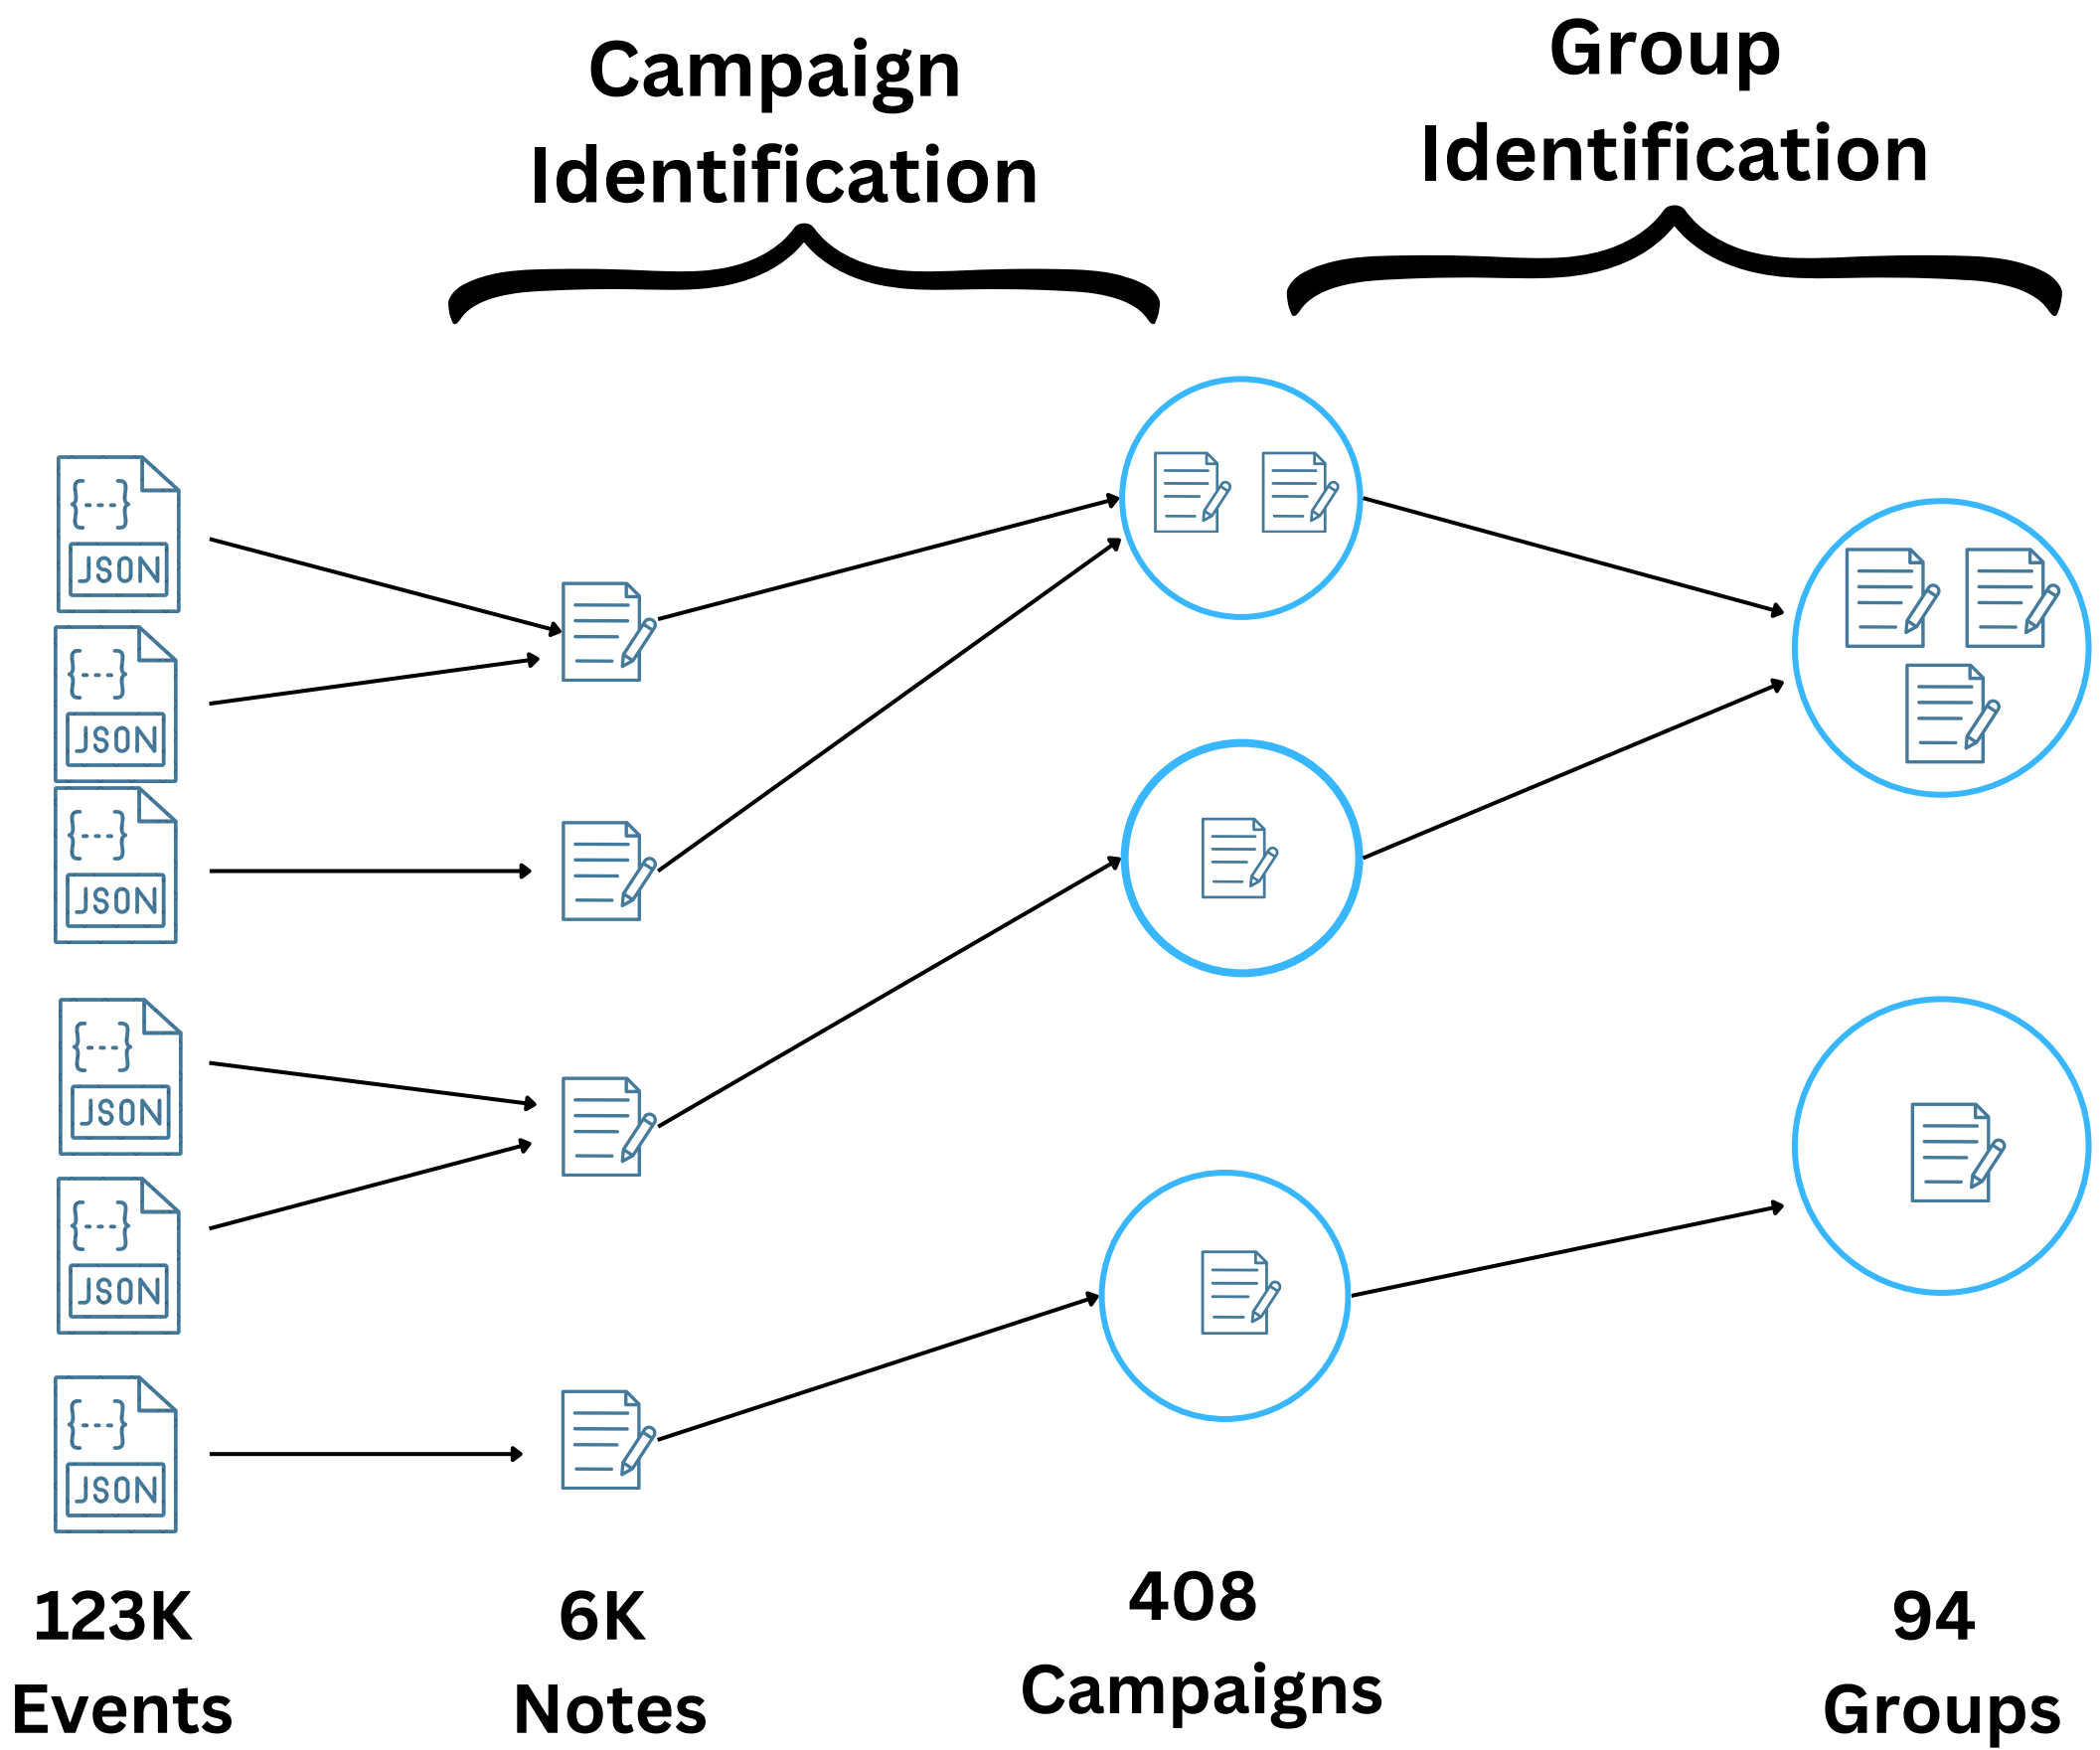 Campaign
Identification
Group
Identification
{---}
JSON
{---}
JSON
{---}
JSON
{---}
JSON
{---}
JSON
{---}
JSON
123K
Events
6K
Notes
408
Campaigns
94
Groups